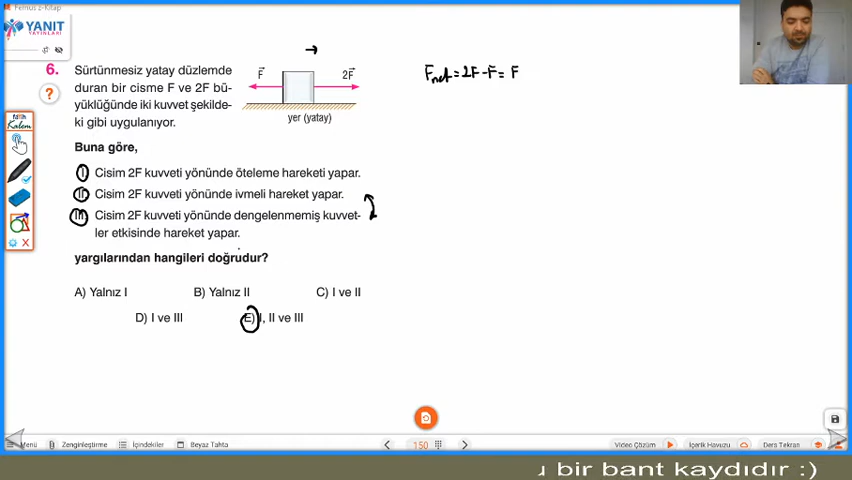 Fernus z-Kitap
YANIT
YAYINLARI
6. Sürtünmesiz yatay düzlemde
duran bir cisme F ve 2F bü-
yüklüğünde iki kuvvet şekilde-
ki gibi uygulanıyor.
F
2F
yer (yatay)
Fnet = 2F - F = F
?
fatih
Kalem
Buna göre,
I. Cisim 2F kuvveti yönünde öteleme hareketi yapar.
II. Cisim 2F kuvveti yönünde ivmeli hareket yapar.
III. Cisim 2F kuvveti yönünde dengelenmemiş kuvvet-
ler etkisinde hareket yapar.
yargılarından hangileri doğrudur?
A) Yalnız I B) Yalnız II C) I ve II
D) I ve III E) I, II ve III
Menü Zenginleştirme İçindekiler Beyaz Tahta 150 Video Çözüm İçerik Havuzu Ders Tekran
bir bant kaydıdır :)